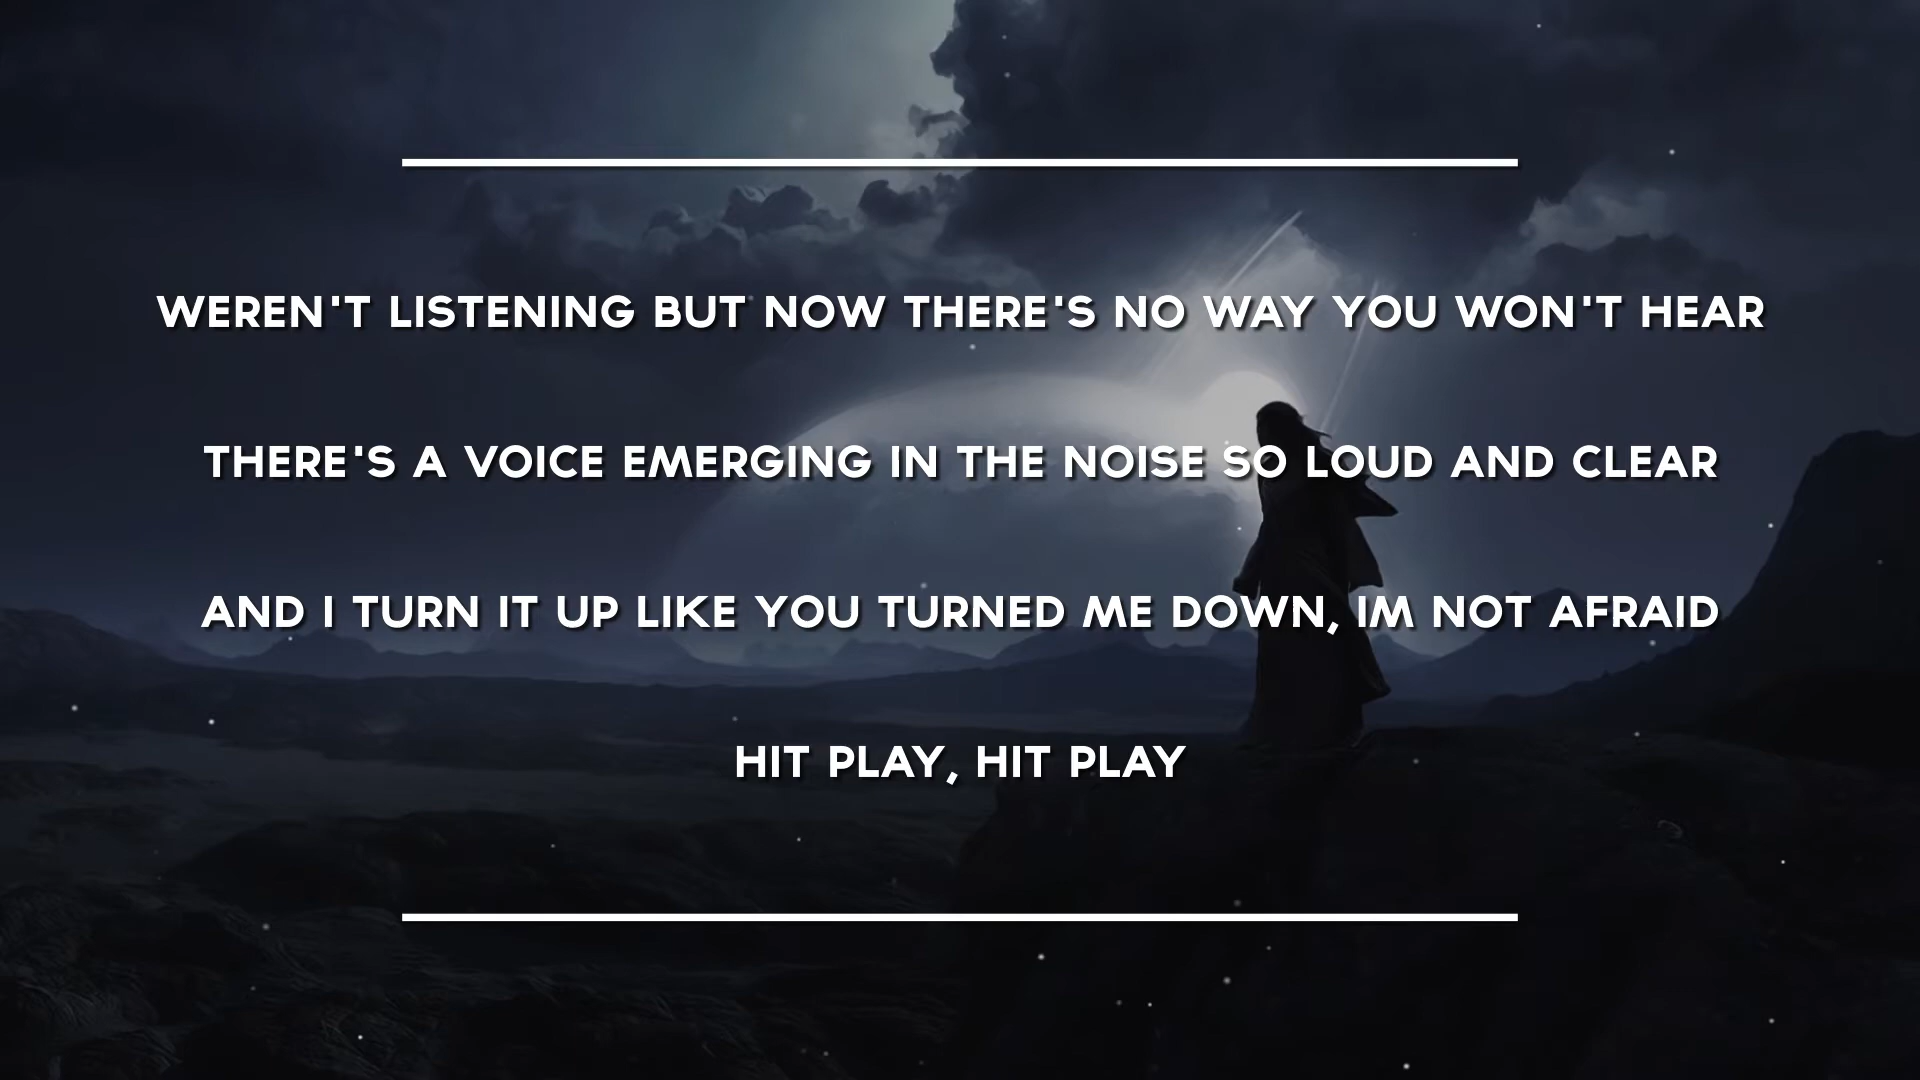 WEREN'T LISTENING BUT NOW THERE'S NO WAY YOU WON'T HEAR
THERE'S A VOICE EMERGING IN THE NOISE SO LOUD AND CLEAR
AND I TURN IT UP LIKE YOU TURNED ME DOWN, IM NOT AFRAID
HIT PLAY, HIT PLAY